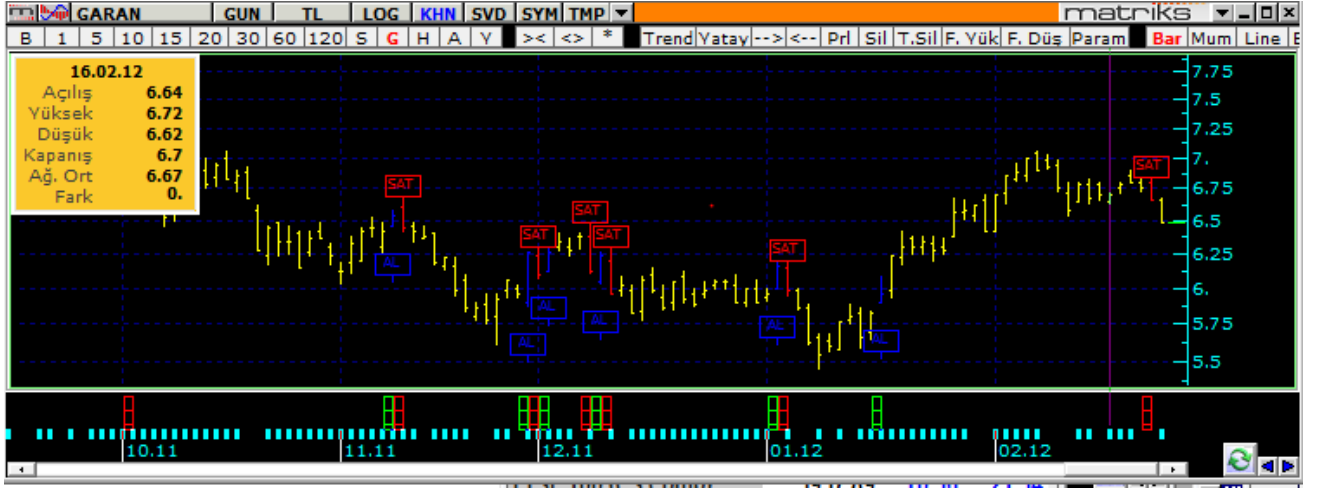 GARAN GUN TL LOG KHN SVD SYM TMP matriks
B 1 5 10 15 20 30 60 120 S G H A Y >< <> * Trend Yatay --> <-- Prl Sil T.Sil F. Yük F. Düş Param Bar Mum Line
16.02.12
Açılış 6.64
Yüksek 6.72
Düşük 6.62
Kapanış 6.7
Ağ. Ort 6.67
Fark 0.
7.75
7.5
7.25
7.
6.75
6.5
6.25
6.
5.75
5.5
SAT
SAT
SAT
SAT
SAT
SAT
AL
AL
AL
AL
AL
AL
10.11 11.11 12.11 01.12 02.12